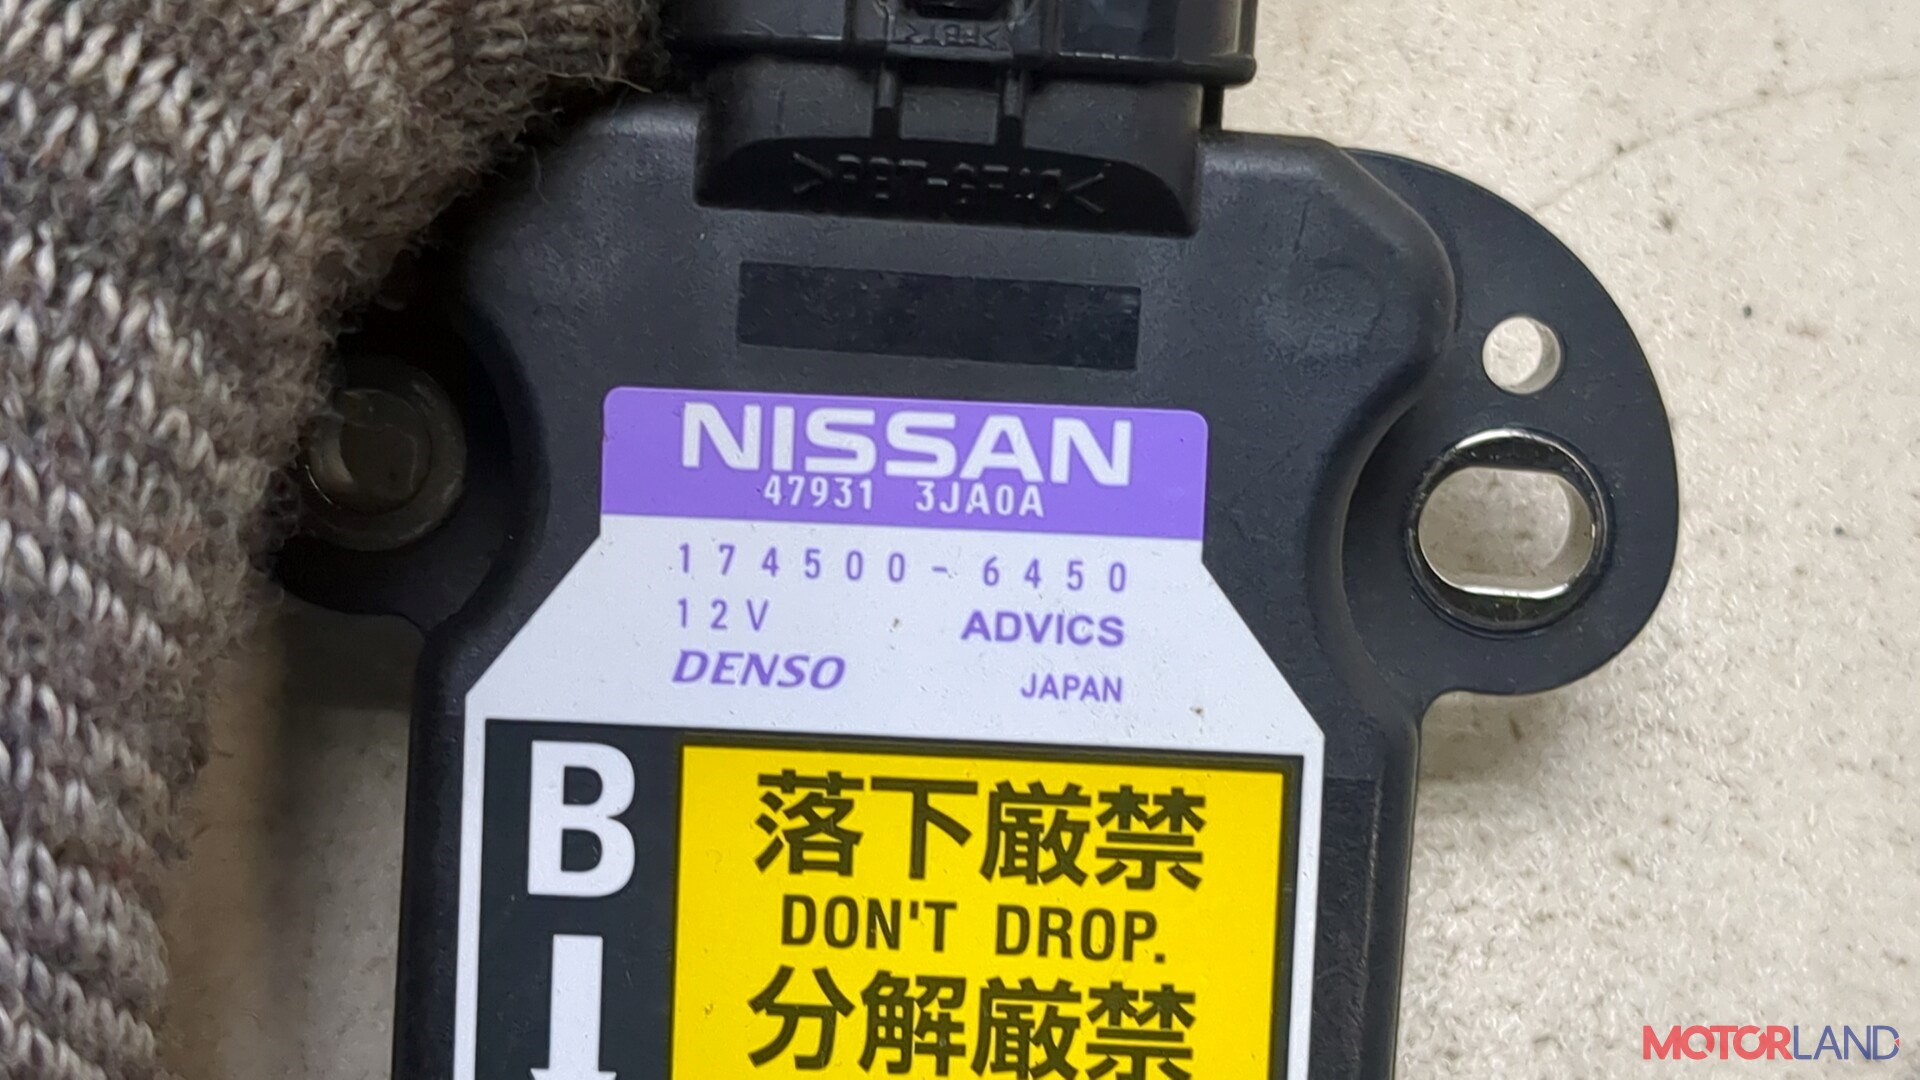 NISSAN
47931 3JA0A
174500-6450
12V ADVICS
DENSO JAPAN
B
落下厳禁
DON'T DROP.
分解厳禁
MOTORLAND